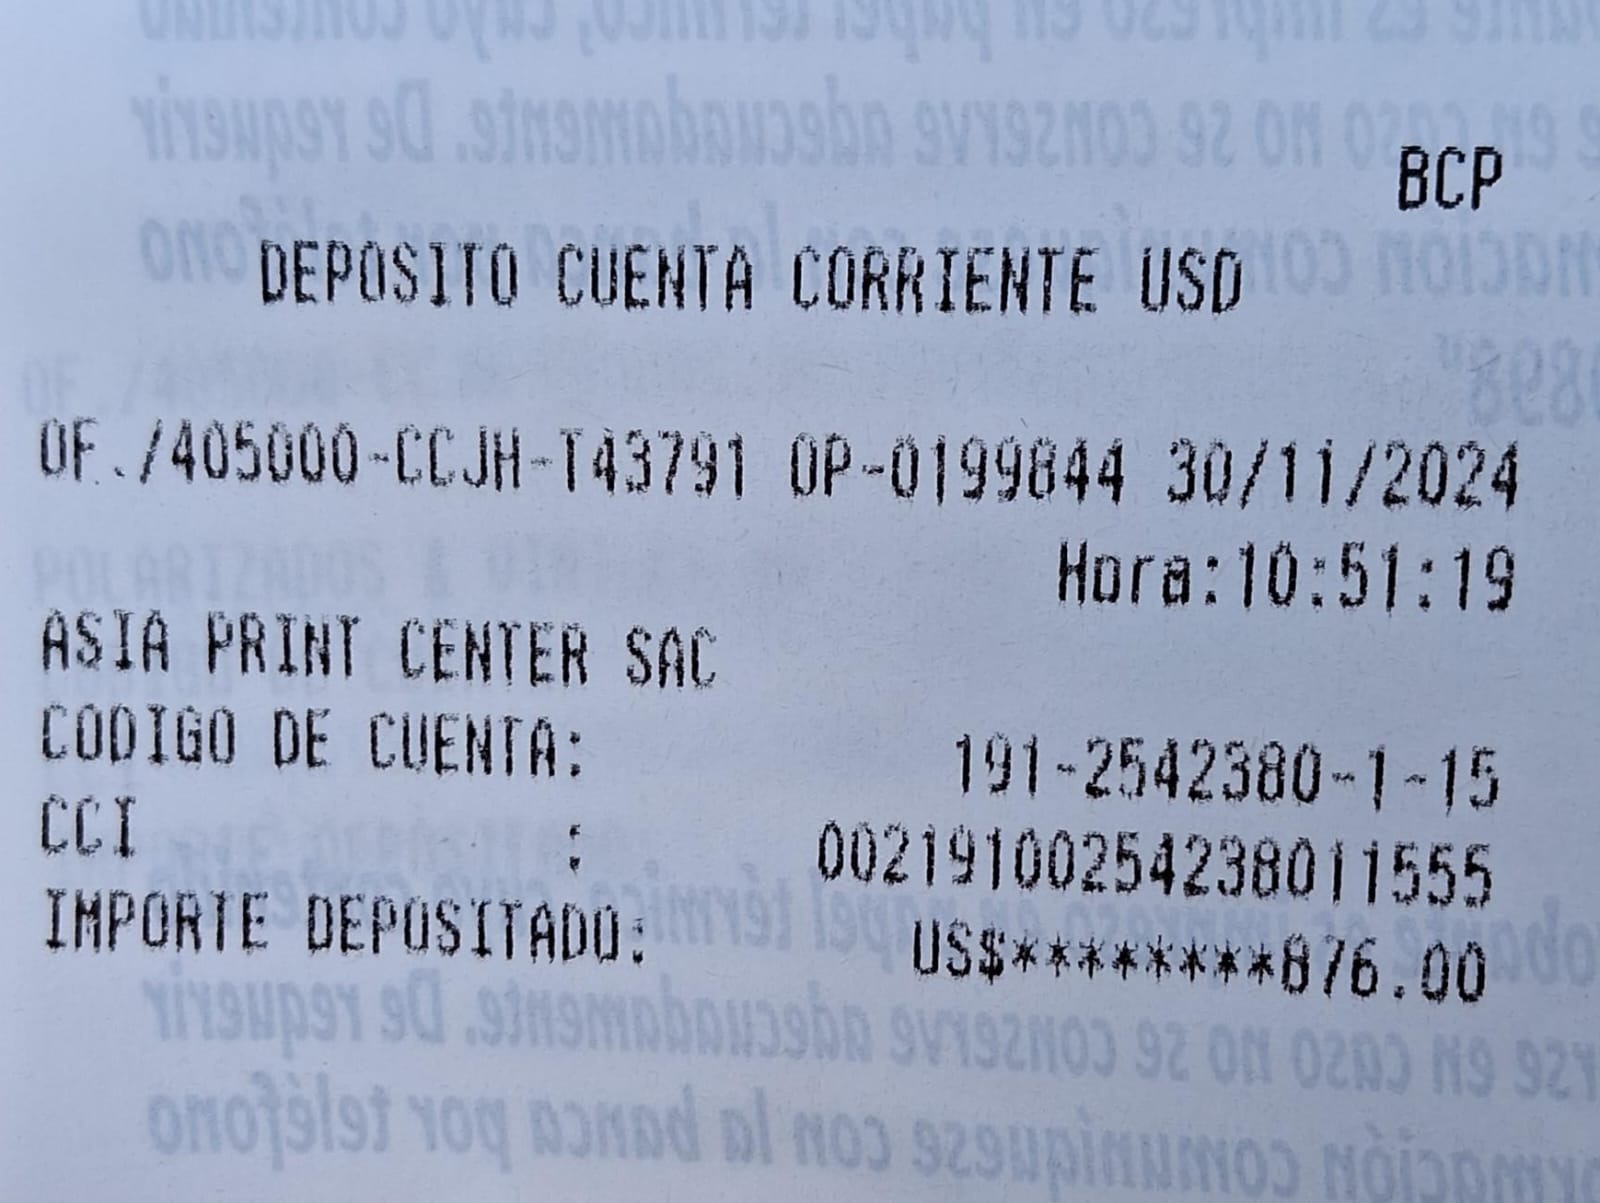 BCP
DEPOSITO CUENTA CORRIENTE USD
OF./405000-CCJH-T43791 OP-0199844 30/11/2024
Hora:10:51:19
ASIA PRINT CENTER SAC
CODIGO DE CUENTA: 191-2542380-1-15
CCI : 00219100254238011555
IMPORTE DEPOSITADO: US$********876.00